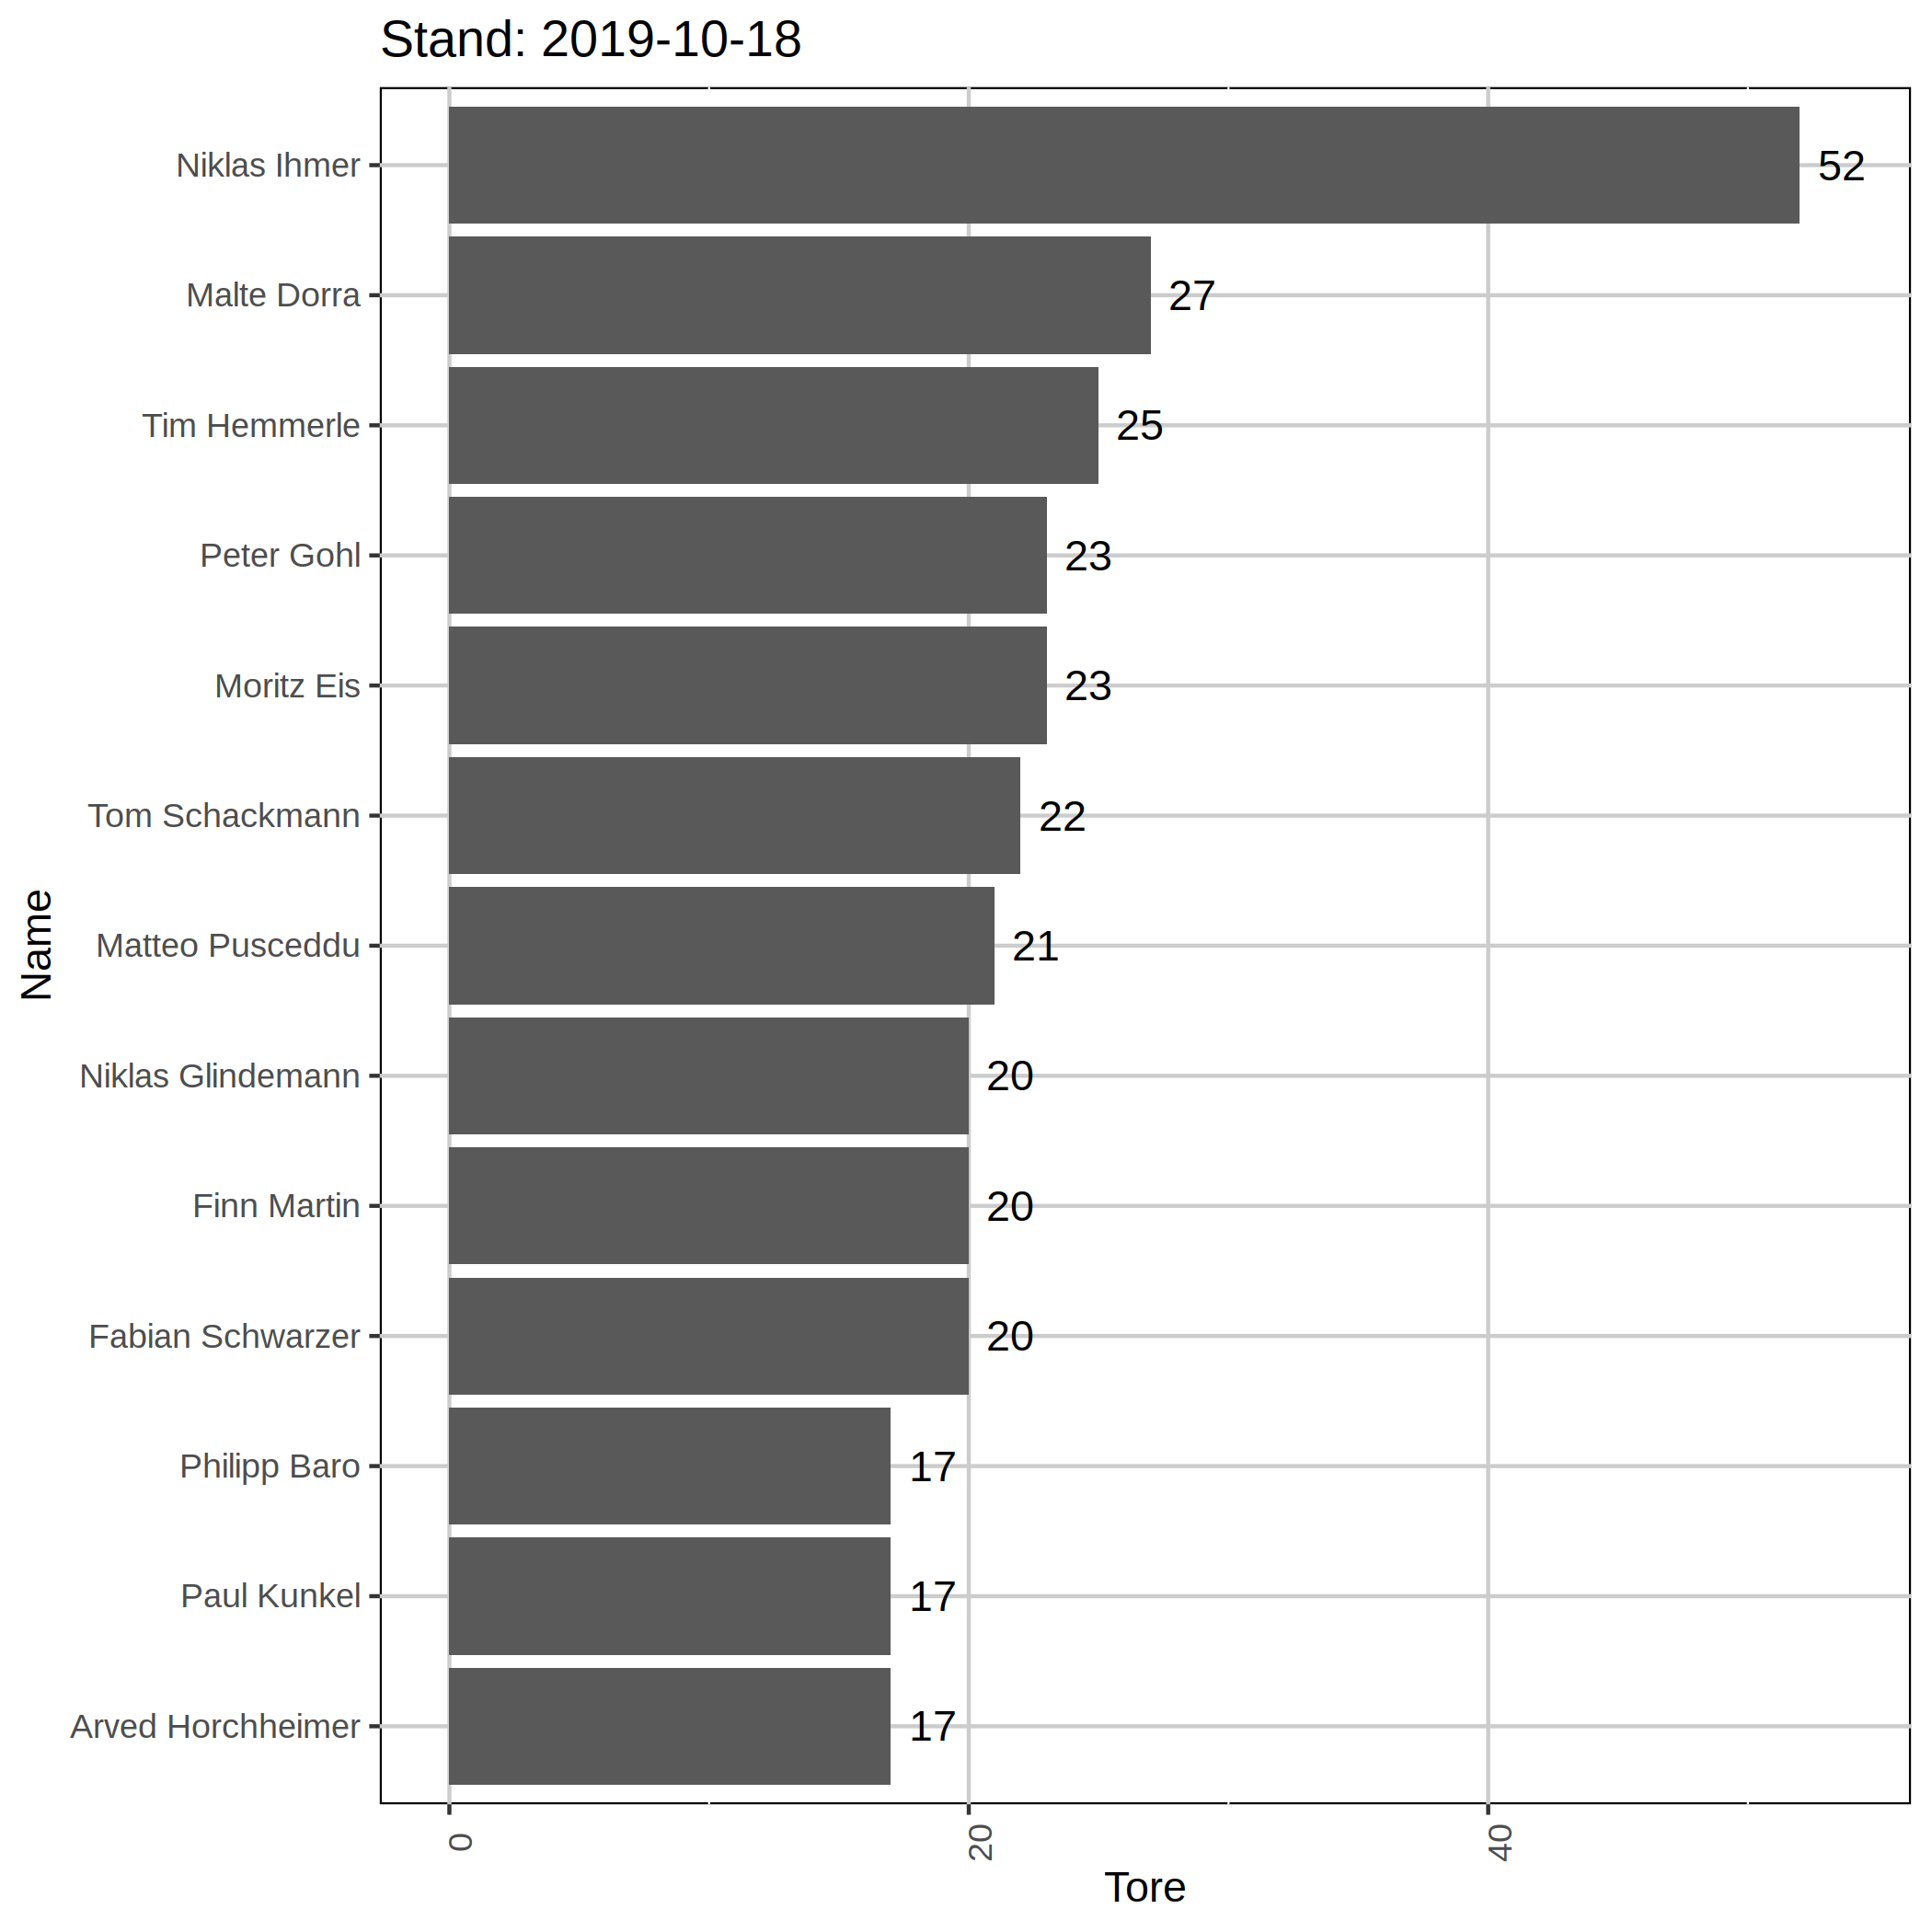 Stand: 2019-10-18
Name
Niklas Ihmer 52
Malte Dorra 27
Tim Hemmerle 25
Peter Gohl 23
Moritz Eis 23
Tom Schackmann 22
Matteo Pusceddu 21
Niklas Glindemann 20
Finn Martin 20
Fabian Schwarzer 20
Philipp Baro 17
Paul Kunkel 17
Arved Horchheimer 17
0 20 40
Tore